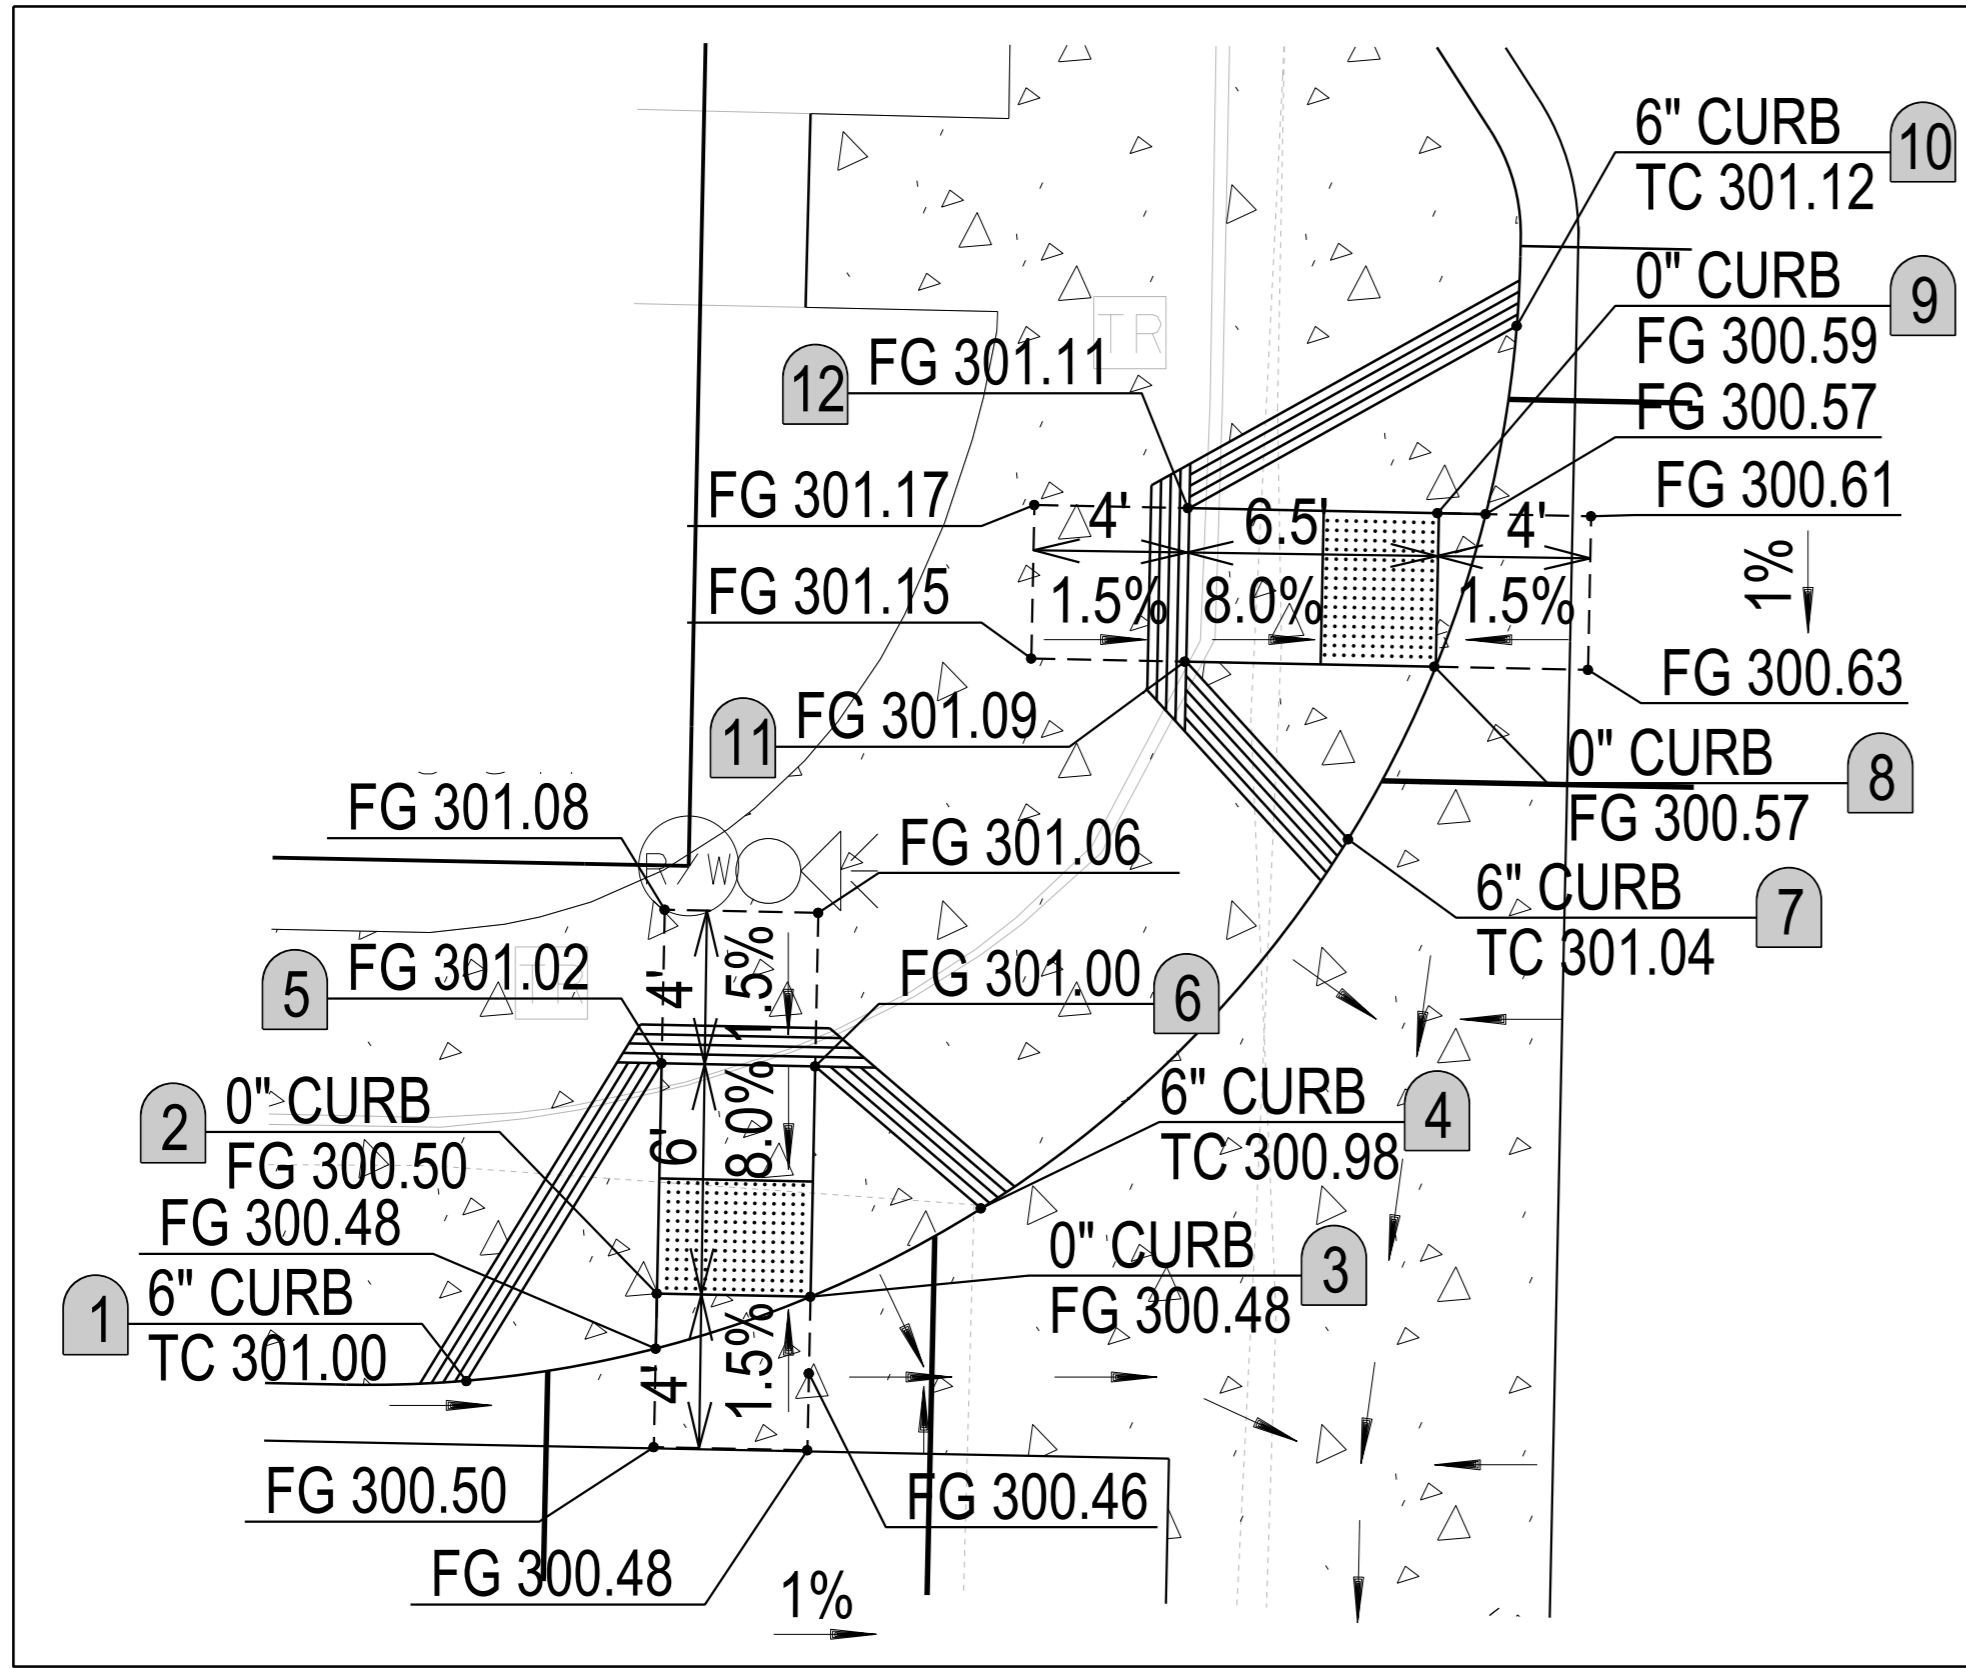 6" CURB
TC 301.12
10
0" CURB
FG 300.59
9
FG 300.57
TR
12
FG 301.11
FG 301.17
4'
6.5'
4'
FG 300.61
1%
FG 301.15
1.5%
8.0%
1.5%
FG 300.63
11
FG 301.09
0" CURB
FG 300.57
8
FG 301.08
R/W
FG 301.06
6" CURB
TC 301.04
7
5
FG 301.02
TR
4'
1.5%
FG 301.00
6
2
0" CURB
FG 300.50
6'
8.0%
6" CURB
TC 300.98
4
FG 300.48
0" CURB
FG 300.48
3
1
6" CURB
TC 301.00
4'
1.5%
FG 300.50
FG 300.46
FG 300.48
1%